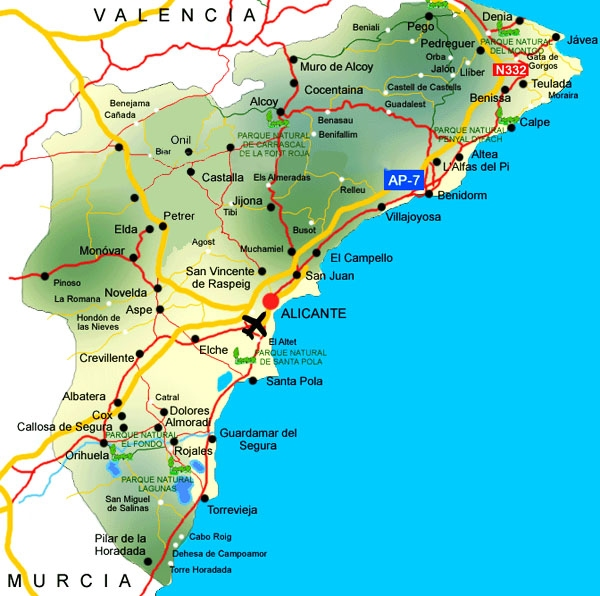 VALENCIA
Denia
Pego
Beniali
Jávea
Pedreguer
PARQUE NATURAL
DEL MONTGO
Orba
Gata de
Gorgos
Muro de Alcoy
Jalón
Llíber
N332
Cocentaina
Castell de Castells
Teulada
Benissa
Moraira
Benejama
Alcoy
Guadalest
Cañada
Benasau
Calpe
Onil
PARQUE NATURAL
DE CARRASCAL
DE LA FONT ROJA
Benifallim
PARQUE NATURAL
PENYAL D'IFACH
Biar
Altea
L'Alfas del Pi
Castalla
Els Almeradas
AP-7
Relleu
Benidorm
Jijona
Tibi
Villajoyosa
Petrer
Elda
Busot
Agost
Muchamiel
Monóvar
El Campello
San Vincente
de Raspeig
San Juan
Pinoso
Novelda
La Romana
Aspe
ALICANTE
Hondón de
las Nieves
El Altet
Elche
Crevillente
PARQUE NATURAL
DE SANTA POLA
Santa Pola
Albatera
Catral
Cox
Dolores
Callosa de Segura
Almoradí
PARQUE NATURAL
EL FONDO
Guardamar del
Segura
Orihuela
Rojales
PARQUE NATURAL
LAGUNAS
San Miguel
de Salinas
Torrevieja
Pilar de la
Horadada
Cabo Roig
Dehesa de Campoamor
Torre Horadada
MURCIA